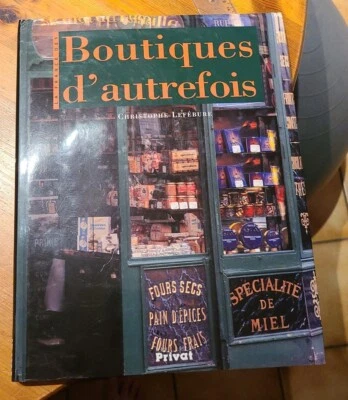 Boutiques
d'autrefois
CHRISTOPHE LEFÉBURE
FOURS SECS
PAIN D'ÉPICES
FOURS FRAIS
SPÉCIALITÉ
DE
MIEL
Privat